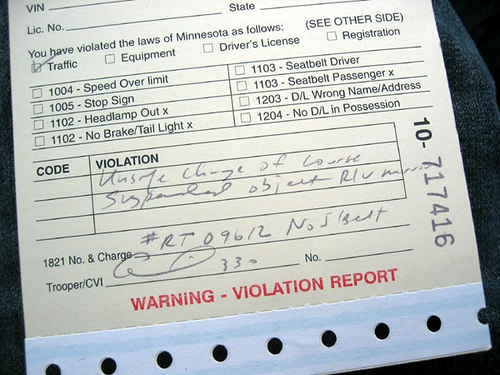 VIN
State
Lic. No.
You have violated the laws of Minnesota as follows: (SEE OTHER SIDE)
Traffic Equipment Driver's License Registration
1004 - Speed Over limit 1103 - Seatbelt Driver
1005 - Stop Sign 1103 - Seatbelt Passenger x
1102 - Headlamp Out x 1203 - D/L Wrong Name/Address
1102 - No Brake/Tail Light x 1204 - No D/L in Possession
CODE VIOLATION
Unsafe change of course
Suspended object R/V mirror
#RT 09612 No S/Belt
1821 No. & Charge
Trooper/CVI 330 No.
WARNING - VIOLATION REPORT
10-717416